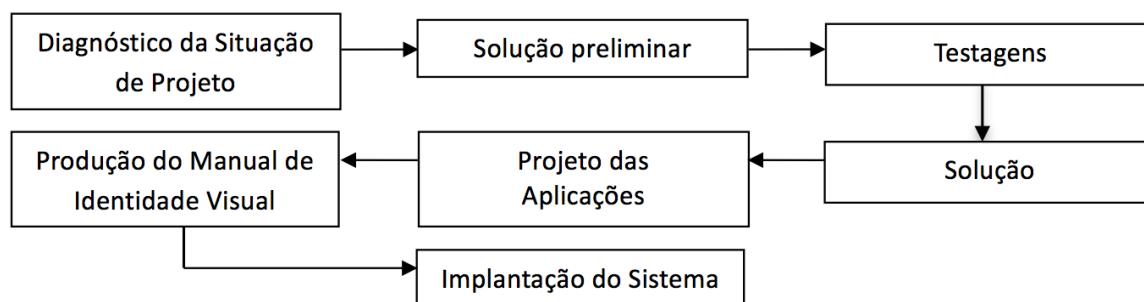 Diagnóstico da Situação
de Projeto
Solução preliminar
Testagens
Solução
Projeto das
Aplicações
Produção do Manual de
Identidade Visual
Implantação do Sistema